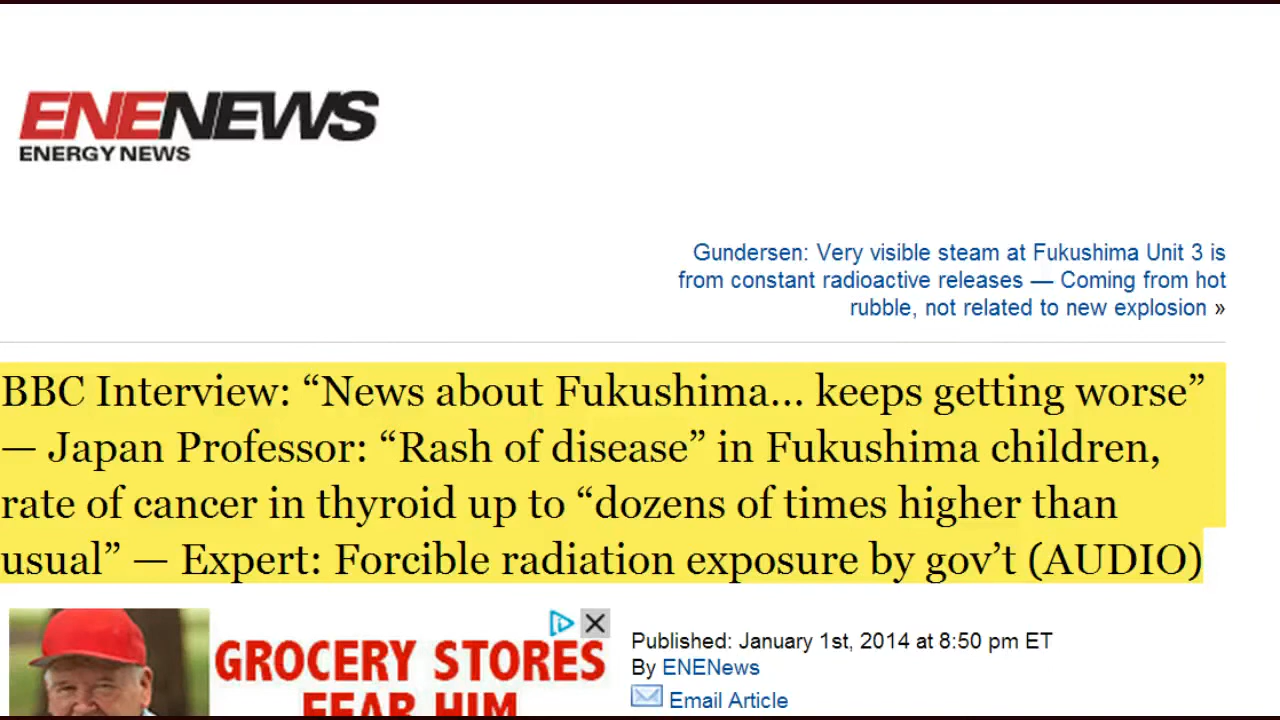 ENENEWS
ENERGY NEWS
Gundersen: Very visible steam at Fukushima Unit 3 is
from constant radioactive releases — Coming from hot
rubble, not related to new explosion »
BBC Interview: “News about Fukushima... keeps getting worse”
— Japan Professor: “Rash of disease” in Fukushima children,
rate of cancer in thyroid up to “dozens of times higher than
usual” — Expert: Forcible radiation exposure by gov’t (AUDIO)
GROCERY STORES
FEAR HIM
Published: January 1st, 2014 at 8:50 pm ET
By ENENews
Email Article